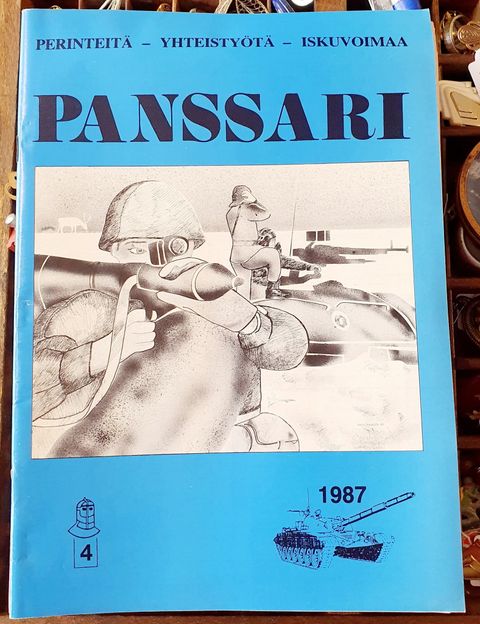 PERINTEITÄ – YHTEISTYÖTÄ – ISKUVOIMAA
PANSSARI
1987
4